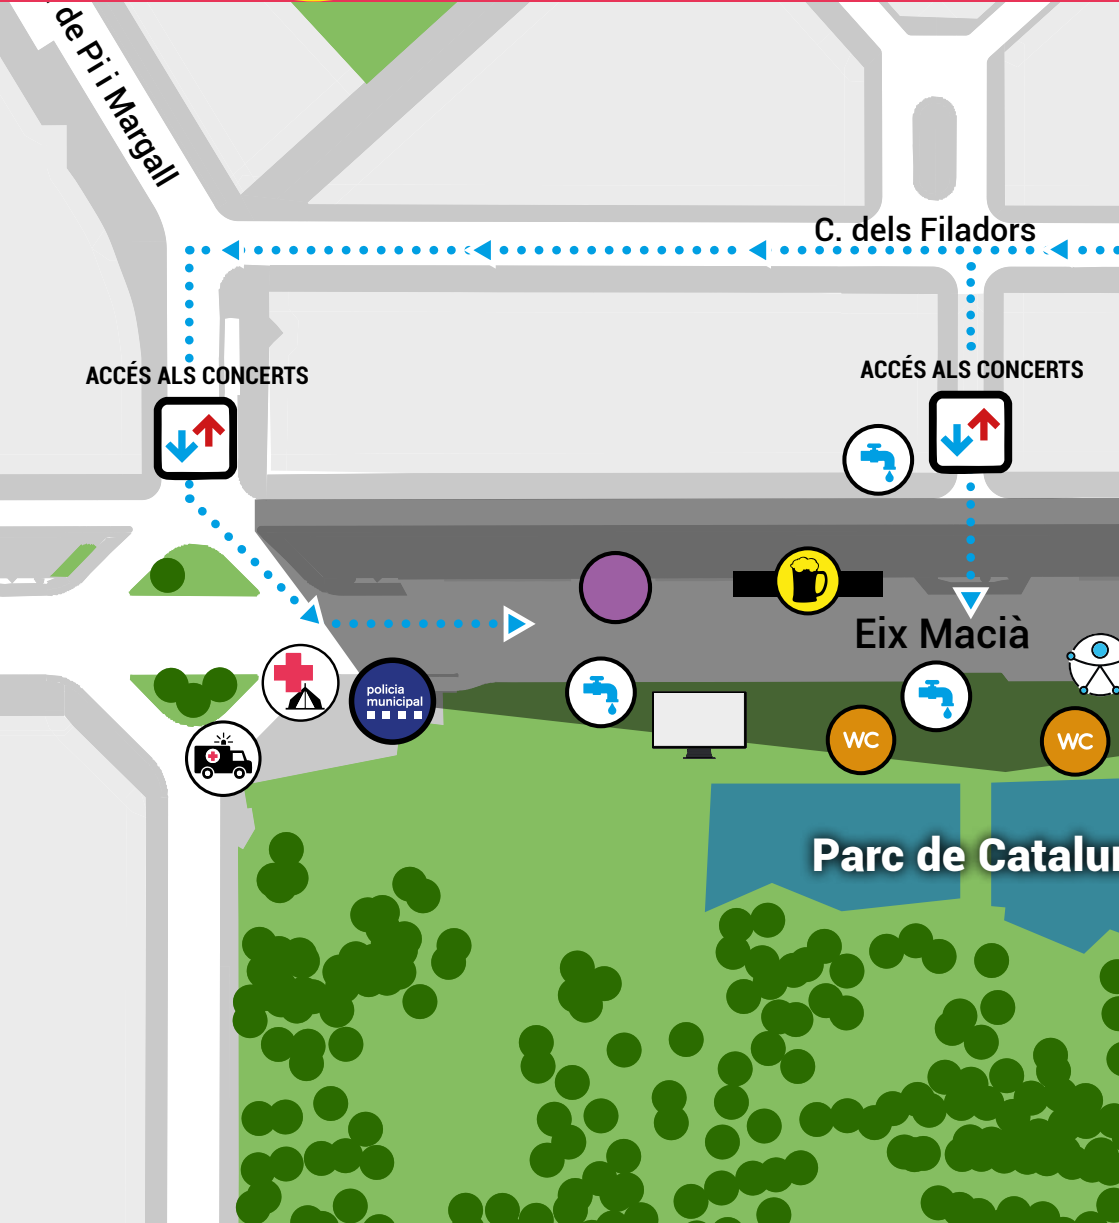 de Pi i Margall
C. dels Filadors
ACCÉS ALS CONCERTS
ACCÉS ALS CONCERTS
Eix Macià
policia
municipal
WC
WC
Parc de Catalu